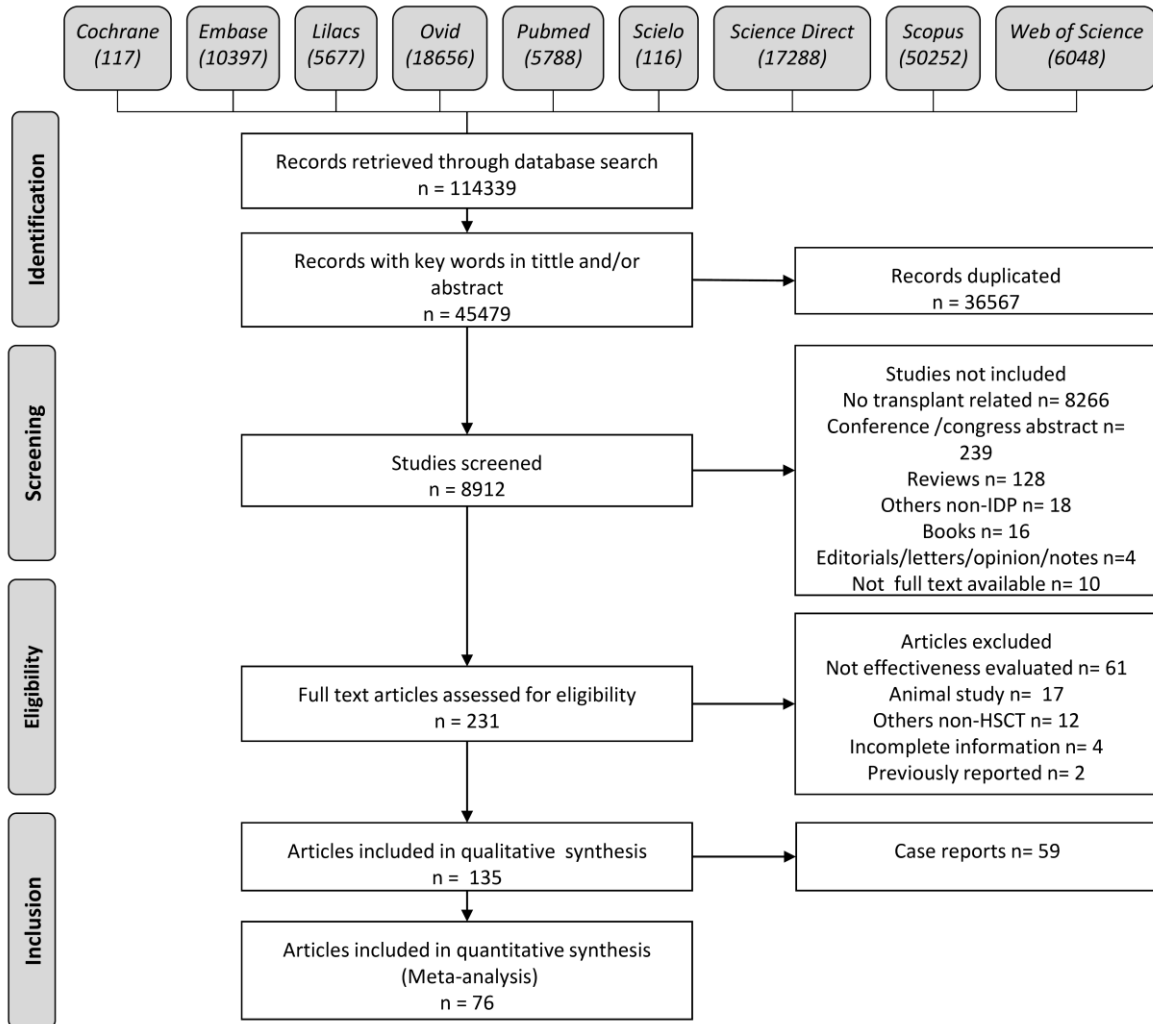 Cochrane
(117)
Embase
(10397)
Lilacs
(5677)
Ovid
(18656)
Pubmed
(5788)
Scielo
(116)
Science Direct
(17288)
Scopus
(50252)
Web of Science
(6048)
Identification
Records retrieved through database search
n = 114339
Records with key words in tittle and/or
abstract
n = 45479
Records duplicated
n = 36567
Screening
Studies screened
n = 8912
Studies not included
No transplant related n= 8266
Conference /congress abstract n=
239
Reviews n= 128
Others non-IDP n= 18
Books n= 16
Editorials/letters/opinion/notes n=4
Not full text available n= 10
Eligibility
Full text articles assessed for eligibility
n = 231
Articles excluded
Not effectiveness evaluated n= 61
Animal study n= 17
Others non-HSCT n= 12
Incomplete information n= 4
Previously reported n= 2
Inclusion
Articles included in qualitative synthesis
n = 135
Case reports n= 59
Articles included in quantitative synthesis
(Meta-analysis)
n = 76